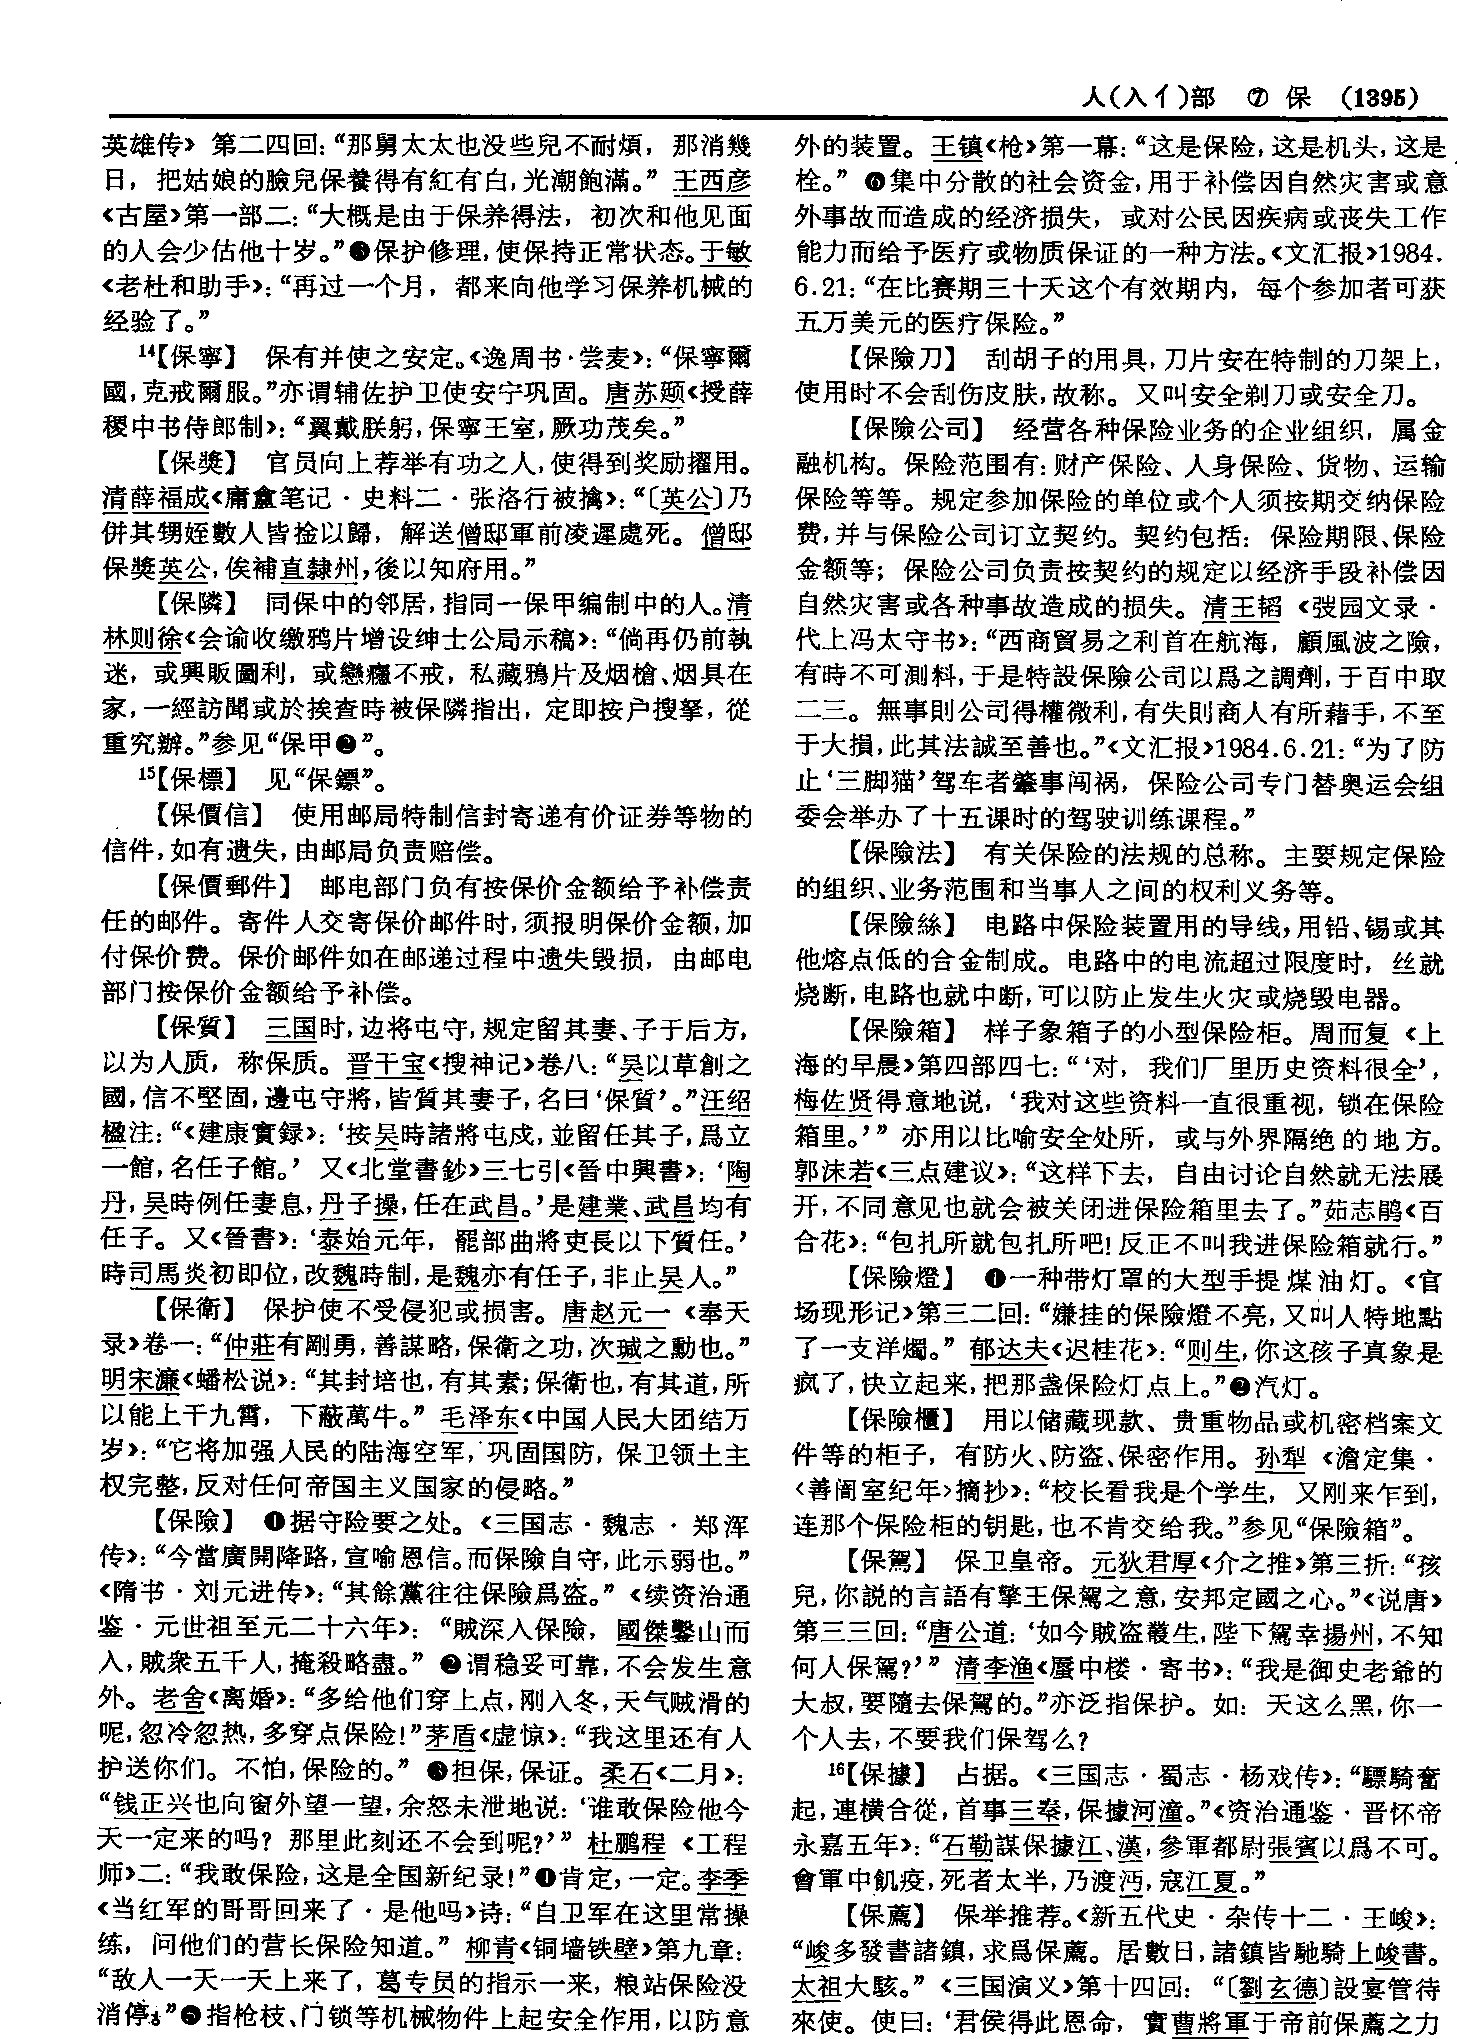 人(入亻)部 ⑦ 保 (1395)
英雄传》第二四回:“那舅太太也没些兒不耐煩，那消幾
日，把姑娘的臉兒保養得有紅有白,光潮飽滿。” 王西彦
《古屋》第一部二:“大概是由于保养得法，初次和他见面
的人会少估他十岁。”❸保护修理,使保持正常状态。于敏
《老杜和助手》:“再过一个月，都来向他学习保养机械的
经验了。”
14【保寧】 保有并使之安定。《逸周书·尝麦》:“保寧爾
國,克戒爾服。”亦谓辅佐护卫使安宁巩固。唐苏颋《授薛
稷中书侍郎制》:“翼戴朕躬,保寧王室,厥功茂矣。”
【保獎】 官员向上荐举有功之人,使得到奖励擢用。
清薛福成《庸盦笔记·史料二·张洛行被擒》:“〔英公〕乃
併其甥姪數人皆捡以歸，解送僧邸軍前凌遲處死。僧邸
保獎英公,俟補直隸州,後以知府用。”
【保隣】 同保中的邻居,指同一保甲编制中的人。清
林则徐《会谕收缴鸦片增设绅士公局示稿》:“倘再仍前執
迷，或興販圖利，或戀癮不戒，私藏鴉片及烟槍、烟具在
家,一經訪聞或於挨查時被保隣指出，定即按户搜拏，從
重究辦。”参见“保甲❷”。
15【保標】 见“保鏢”。
【保價信】 使用邮局特制信封寄递有价证券等物的
信件,如有遗失,由邮局负责赔偿。
【保價郵件】 邮电部门负有按保价金额给予补偿责
任的邮件。寄件人交寄保价邮件时,须报明保价金额,加
付保价费。保价邮件如在邮递过程中遗失毁损，由邮电
部门按保价金额给予补偿。
【保質】 三国时,边将屯守,规定留其妻、子于后方,
以为人质，称保质。晋干宝《搜神记》卷八:“吴以草創之
國,信不堅固,邊屯守將,皆質其妻子,名曰‘保質’。”汪绍
楹注:“《建康實録》:‘按吴時諸將屯戍,並留任其子,爲立
一館,名任子館。’又《北堂書鈔》三七引《晉中興書》:‘陶
丹,吴時例任妻息,丹子操,任在武昌。’是建業、武昌均有
任子。又《晉書》:‘泰始元年，罷部曲將吏長以下質任。’
時司馬炎初即位,改魏時制,是魏亦有任子,非止吴人。”
【保衛】 保护使不受侵犯或损害。唐赵元一《奉天
录》卷一:“仲莊有剛勇,善謀略,保衛之功,次瑊之勳也。”
明宋濂《蟠松说》:“其封培也,有其素;保衛也,有其道,所
以能上干九霄，下蔽萬牛。”毛泽东《中国人民大团结万
岁》:“它将加强人民的陆海空军,巩固国防，保卫领土主
权完整,反对任何帝国主义国家的侵略。”
【保險】 ❶据守险要之处。《三国志·魏志·郑浑
传》:“今當廣開降路,宣喻恩信。而保險自守,此示弱也。”
《隋书·刘元进传》:“其餘黨往往保險爲盗。”《续资治通
鉴·元世祖至元二十六年》:“賊深入保險，國傑鑿山而
入,賊衆五千人,掩殺略盡。” ❷谓稳妥可靠,不会发生意
外。老舍《离婚》:“多给他们穿上点,刚入冬,天气贼滑的
呢,忽冷忽热,多穿点保险!”茅盾《虚惊》:“我这里还有人
护送你们。不怕,保险的。” ❸担保,保证。柔石《二月》:
“钱正兴也向窗外望一望,余怒未泄地说:‘谁敢保险他今
天一定来的吗？那里此刻还不会到呢?’” 杜鹏程《工程
师》二:“我敢保险,这是全国新纪录!”❹肯定,一定。李季
《当红军的哥哥回来了·是他吗》诗:“自卫军在这里常操
练，问他们的营长保险知道。” 柳青《铜墙铁壁》第九章:
“敌人一天一天上来了，葛专员的指示一来，粮站保险没
消停。”❺指枪枝、门锁等机械物件上起安全作用,以防意
外的装置。王镇《枪》第一幕:“这是保险,这是机头,这是
栓。” ❻集中分散的社会资金,用于补偿因自然灾害或意
外事故而造成的经济损失，或对公民因疾病或丧失工作
能力而给予医疗或物质保证的一种方法。《文汇报》1984.
6.21:“在比赛期三十天这个有效期内，每个参加者可获
五万美元的医疗保险。”
【保險刀】 刮胡子的用具,刀片安在特制的刀架上,
使用时不会刮伤皮肤,故称。又叫安全剃刀或安全刀。
【保險公司】 经营各种保险业务的企业组织，属金
融机构。保险范围有:财产保险、人身保险、货物、运输
保险等等。规定参加保险的单位或个人须按期交纳保险
费,并与保险公司订立契约。契约包括：保险期限、保险
金额等；保险公司负责按契约的规定以经济手段补偿因
自然灾害或各种事故造成的损失。清王韬《弢园文录·
代上冯太守书》:“西商貿易之利首在航海，顧風波之險,
有時不可測料,于是特設保險公司以爲之調劑,于百中取
二三。無事則公司得權微利,有失則商人有所藉手,不至
于大損,此其法誠至善也。”《文汇报》1984.6.21:“为了防
止‘三脚猫’驾车者肇事闯祸，保险公司专门替奥运会组
委会举办了十五课时的驾驶训练课程。”
【保險法】 有关保险的法规的总称。主要规定保险
的组织、业务范围和当事人之间的权利义务等。
【保險絲】 电路中保险装置用的导线,用铅、锡或其
他熔点低的合金制成。电路中的电流超过限度时，丝就
烧断,电路也就中断,可以防止发生火灾或烧毁电器。
【保險箱】 样子象箱子的小型保险柜。周而复《上
海的早晨》第四部四七:“‘对，我们厂里历史资料很全’,
梅佐贤得意地说，‘我对这些资料一直很重视，锁在保险
箱里。’” 亦用以比喻安全处所，或与外界隔绝的地方。
郭沫若《三点建议》:“这样下去，自由讨论自然就无法展
开,不同意见也就会被关闭进保险箱里去了。”茹志鹃《百
合花》:“包扎所就包扎所吧!反正不叫我进保险箱就行。”
【保險燈】 ❶一种带灯罩的大型手提煤油灯。《官
场现形记》第三二回:“嫌挂的保險燈不亮,又叫人特地點
了一支洋燭。” 郁达夫《迟桂花》:“则生,你这孩子真象是
疯了,快立起来,把那盏保险灯点上。”❷汽灯。
【保險櫃】 用以储藏现款、贵重物品或机密档案文
件等的柜子，有防火、防盗、保密作用。孙犁《澹定集·
〈善闇室纪年〉摘抄》:“校长看我是个学生，又刚来乍到,
连那个保险柜的钥匙,也不肯交给我。”参见“保險箱”。
【保駕】 保卫皇帝。元狄君厚《介之推》第三折:“孩
兒,你説的言語有擎王保駕之意,安邦定國之心。”《说唐》
第三三回:“唐公道:‘如今賊盗叢生,陛下駕幸揚州,不知
何人保駕?’” 清李渔《蜃中楼·寄书》:“我是御史老爺的
大叔,要隨去保駕的。”亦泛指保护。如：天这么黑,你一
个人去,不要我们保驾么?
16【保據】 占据。《三国志·蜀志·杨戏传》:“驃騎奮
起,連横合從,首事三秦,保據河潼。”《资治通鉴·晋怀帝
永嘉五年》:“石勒謀保據江、漢,參軍都尉張賓以爲不可。
會軍中飢疫,死者太半,乃渡沔,寇江夏。”
【保薦】 保举推荐。《新五代史·杂传十二·王峻》:
“峻多發書諸鎮,求爲保薦。居數日,諸鎮皆馳騎上峻書。
太祖大駭。” 《三国演义》第十四回: “〔劉玄德〕設宴管待
來使。使曰:‘君侯得此恩命，實曹將軍于帝前保薦之力